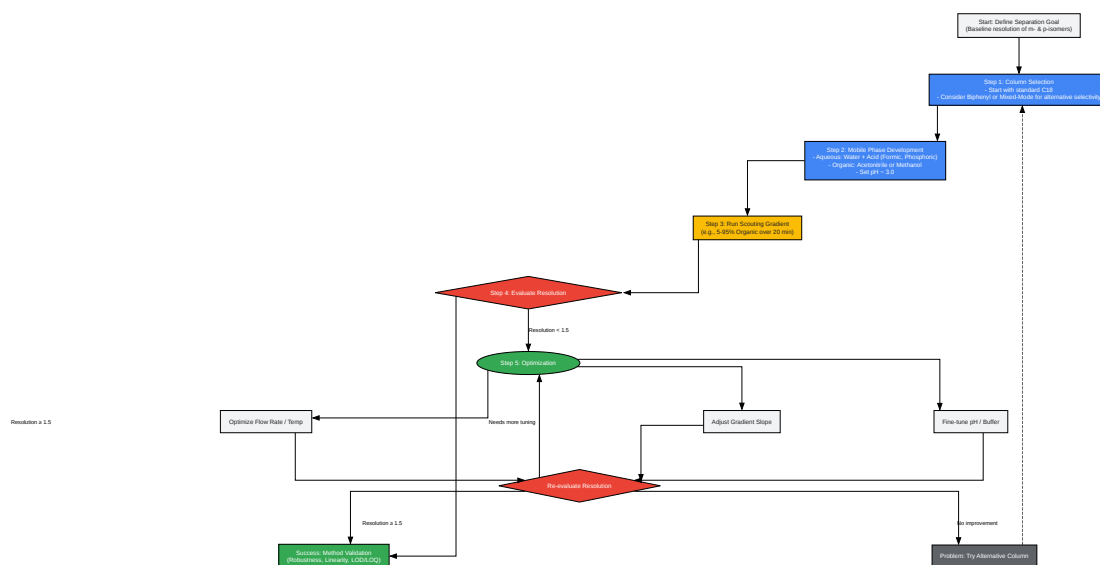 Start: Define Separation Goal
(Baseline resolution of m- & p-isomers)
Step 1: Column Selection
- Start with standard C18
- Consider Biphenyl or Mixed-Mode for alternative selectivity
Step 2: Mobile Phase Development
- Aqueous: Water + Acid (Formic, Phosphoric)
- Organic: Acetonitrile or Methanol
- Set pH ~ 3.0
Step 3: Run Scouting Gradient
(e.g., 5-95% Organic over 20 min)
Step 4: Evaluate Resolution
Resolution < 1.5
Step 5: Optimization
Optimize Flow Rate / Temp
Adjust Gradient Slope
Fine-tune pH / Buffer
Resolution ≥ 1.5
Needs more tuning
Re-evaluate Resolution
Resolution ≥ 1.5
No improvement
Success: Method Validation
(Robustness, Linearity, LOD/LOQ)
Problem: Try Alternative Column